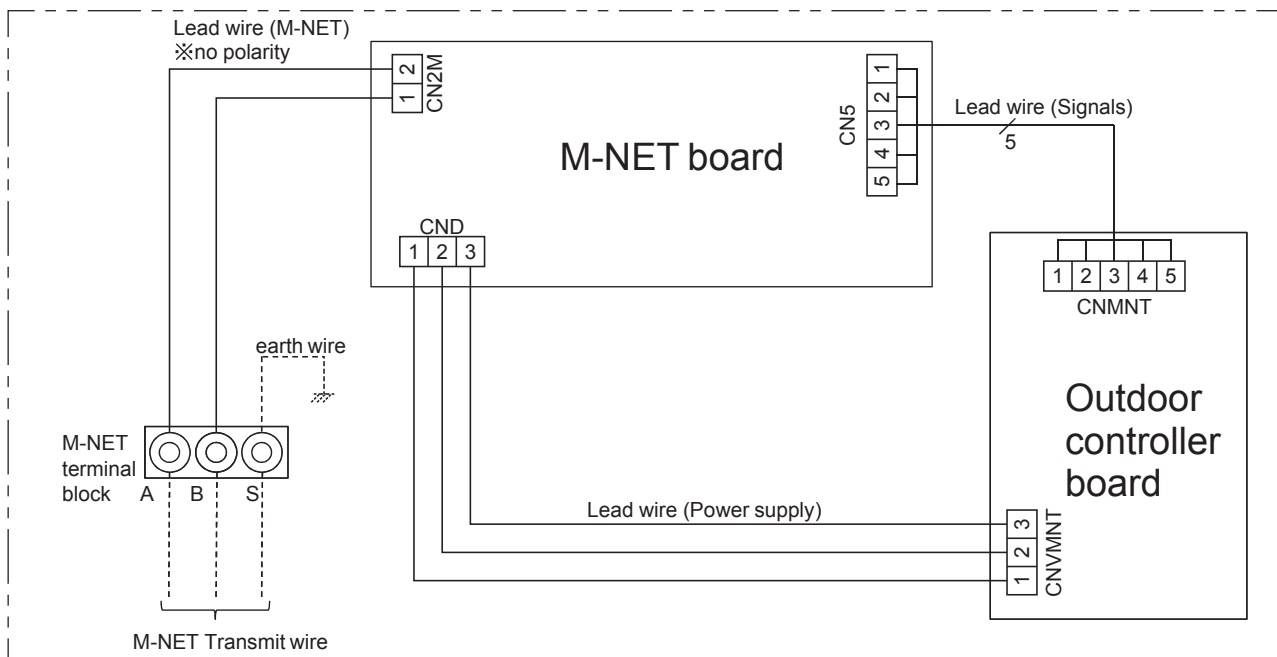 Lead wire (M-NET)
※no polarity
2
1
CN2M
M-NET board
CN5
1
2
3
4
5
Lead wire (Signals)
5
CND
1 2 3
1 2 3 4 5
CNMNT
earth wire
Outdoor
controller
board
M-NET
terminal
block
A B S
Lead wire (Power supply)
3
2
1
CNVMNT
M-NET Transmit wire